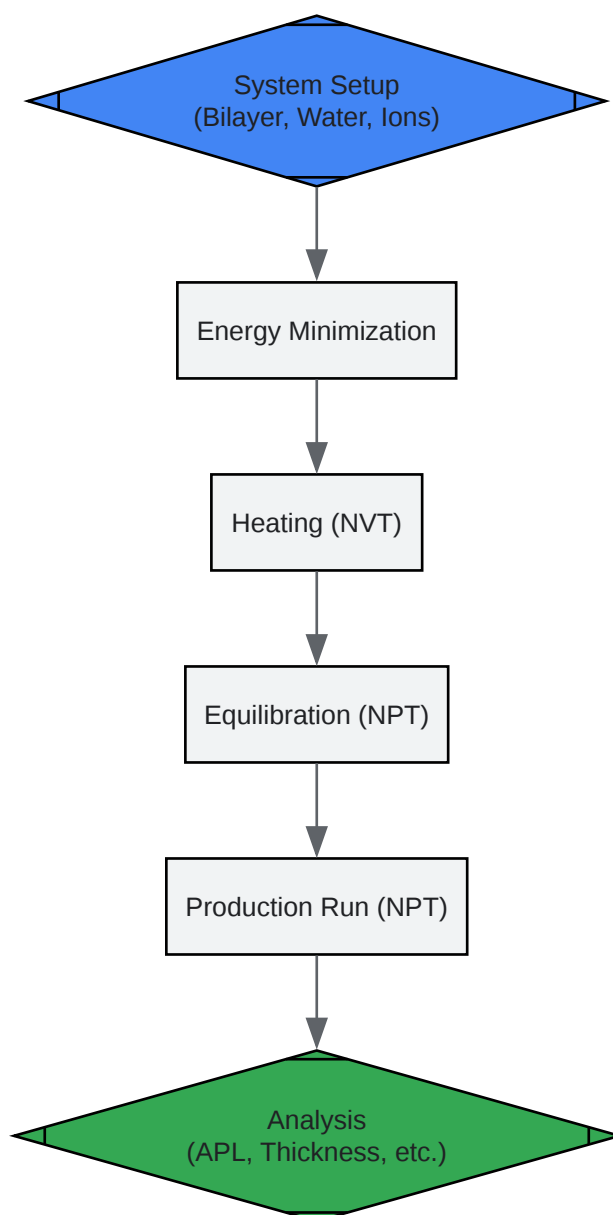 System Setup
(Bilayer, Water, Ions)
Energy Minimization
Heating (NVT)
Equilibration (NPT)
Production Run (NPT)
Analysis
(APL, Thickness, etc.)